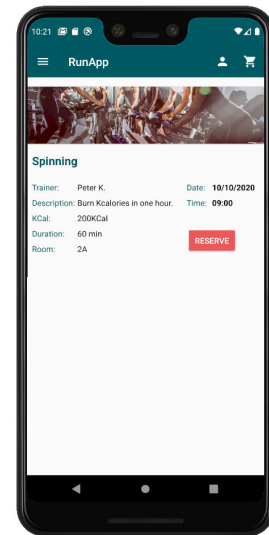 10:21
RunApp
Spinning
Trainer: Peter K. Date: 10/10/2020
Description: Burn Kcalories in one hour. Time: 09:00
KCal: 200KCal
Duration: 60 min RESERVE
Room: 2A